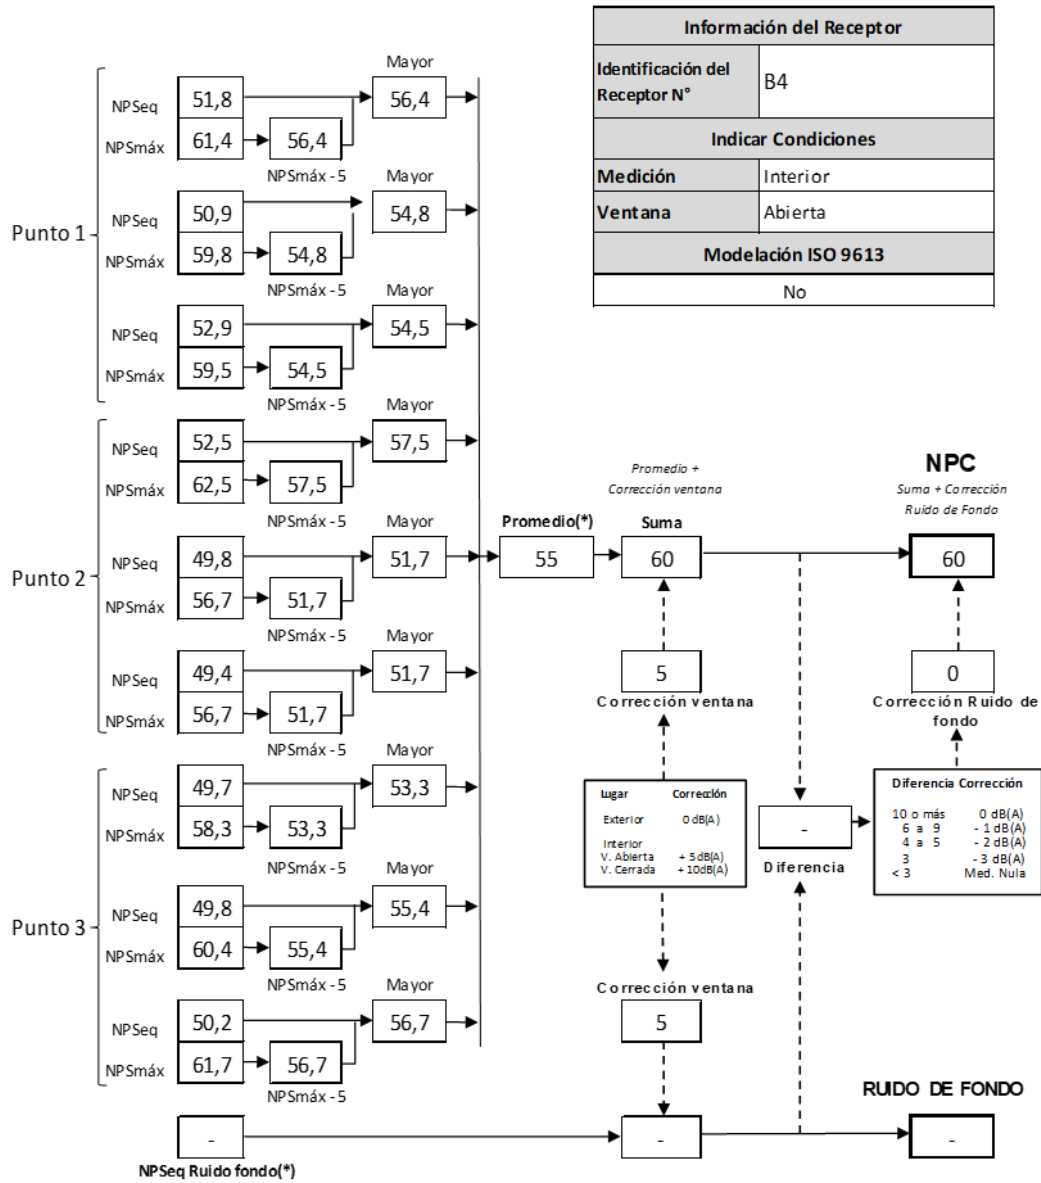 Información del Receptor
Identificación del Receptor N° B4
Indicar Condiciones
Medición Interior
Ventana Abierta
Modelación ISO 9613
No
Punto 1
Mayor
NPSeq 51,8 56,4
NPSmáx 61,4 56,4
NPSmáx - 5
Mayor
NPSeq 50,9 54,8
NPSmáx 59,8 54,8
NPSmáx - 5
Mayor
NPSeq 52,9 54,5
NPSmáx 59,5 54,5
NPSmáx - 5
Punto 2
Mayor
NPSeq 52,5 57,5
NPSmáx 62,5 57,5
NPSmáx - 5
Mayor
NPSeq 49,8 51,7
NPSmáx 56,7 51,7
NPSmáx - 5
Mayor
NPSeq 49,4 51,7
NPSmáx 56,7 51,7
NPSmáx - 5
Punto 3
Mayor
NPSeq 49,7 53,3
NPSmáx 58,3 53,3
NPSmáx - 5
Mayor
NPSeq 49,8 55,4
NPSmáx 60,4 55,4
NPSmáx - 5
Mayor
NPSeq 50,2 56,7
NPSmáx 61,7 56,7
NPSmáx - 5
-
NPSeq Ruido fondo(*)
Promedio(*)
55
Promedio +
Corrección ventana
Suma
60
5
Corrección ventana
Lugar Corrección
Exterior 0 dB(A)
Interior
V. Abierta + 5dB(A)
V. Cerrada + 10dB(A)
Corrección ventana
5
-
-
Diferencia
NPC
Suma + Corrección
Ruido de Fondo
60
0
Corrección Ruido de
fondo
Diferencia Corrección
10 o más 0 dB(A)
6 a 9 - 1 dB(A)
4 a 5 - 2 dB(A)
3 - 3 dB(A)
< 3 Med. Nula
RUIDO DE FONDO
-